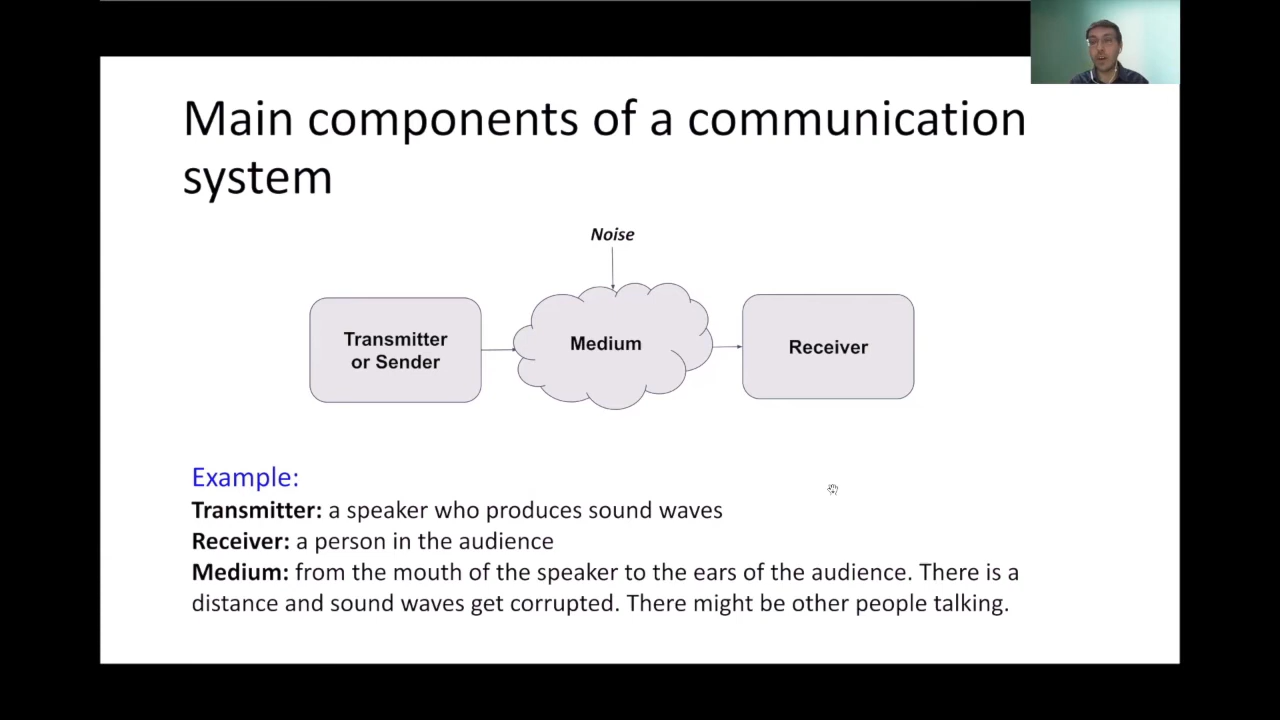 Main components of a communication
system
Noise
Transmitter
or Sender
Medium
Receiver
Example:
Transmitter: a speaker who produces sound waves
Receiver: a person in the audience
Medium: from the mouth of the speaker to the ears of the audience. There is a
distance and sound waves get corrupted. There might be other people talking.